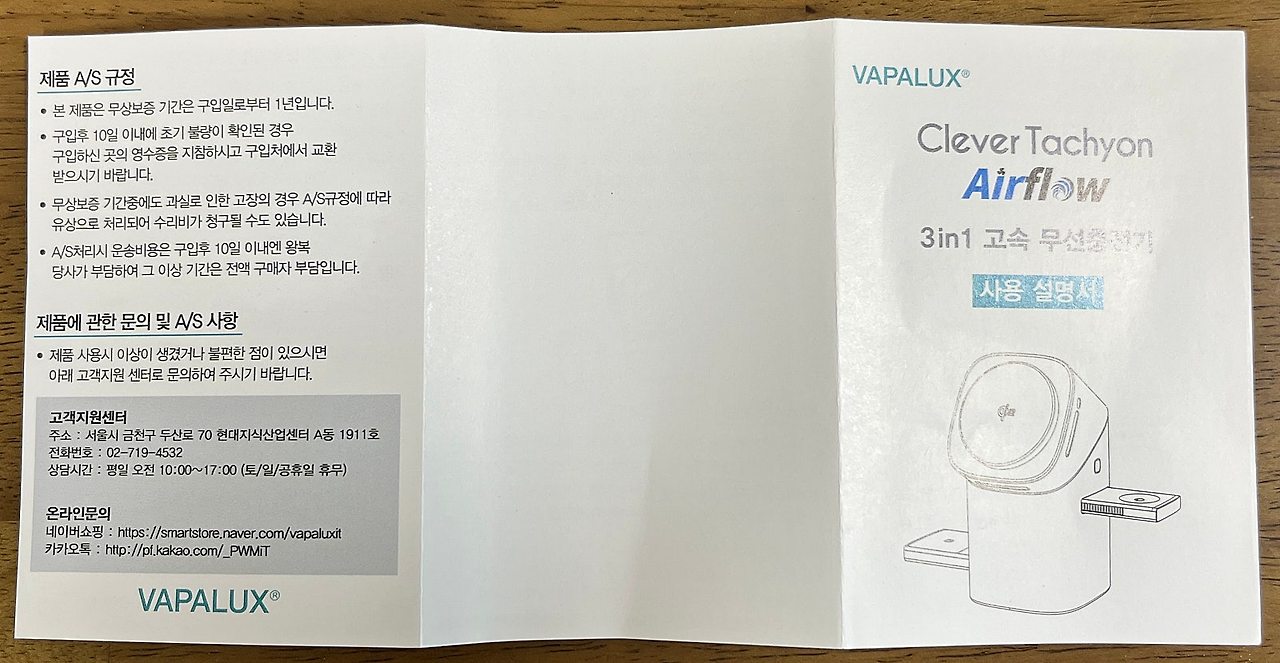 제품 A/S 규정
• 본 제품은 무상보증 기간은 구입일로부터 1년입니다.
• 구입후 10일 이내에 초기 불량이 확인된 경우
구입하신 곳의 영수증을 지참하시고 구입처에서 교환
받으시기 바랍니다.
• 무상보증 기간중에도 과실로 인한 고장의 경우 A/S규정에 따라
유상으로 처리되어 수리비가 청구될 수도 있습니다.
• A/S처리시 운송비용은 구입후 10일 이내엔 왕복
당사가 부담하여 그 이상 기간은 전액 구매자 부담입니다.
제품에 관한 문의 및 A/S 사항
• 제품 사용시 이상이 생겼거나 불편한 점이 있으시면
아래 고객지원 센터로 문의하여 주시기 바랍니다.
고객지원센터
주소 : 서울시 금천구 두산로 70 현대지식산업센터 A동 1911호
전화번호 : 02-719-4532
상담시간 : 평일 오전 10:00~17:00 (토/일/공휴일 휴무)
온라인문의
네이버쇼핑 : https://smartstore.naver.com/vapaluxit
카카오톡 : http://pf.kakao.com/_PWMiT
VAPALUX®
VAPALUX®
Clever Tachyon
Airflow
3in1 고속 무선충전기
사용 설명서